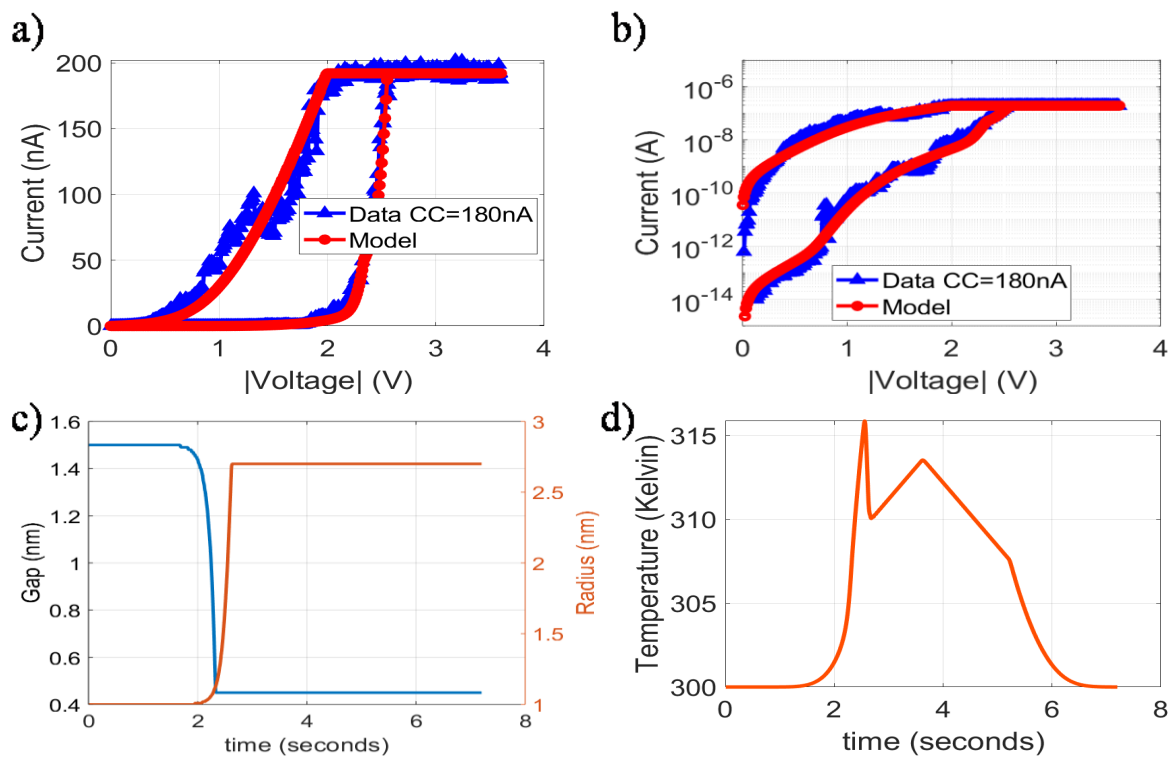 a)
200
150
100
50
0
Current (nA)
Data CC=180nA
Model
0 1 2 3 4
|Voltage| (V)
b)
10-6
10-8
10-10
10-12
10-14
Current (A)
Data CC=180nA
Model
0 1 2 3 4
|Voltage| (V)
c)
1.6
1.4
1.2
1
0.8
0.6
0.4
Gap (nm)
3
2.5
2
1.5
1
Radius (nm)
0 2 4 6 8
time (seconds)
d)
315
310
305
300
Temperature (Kelvin)
0 2 4 6 8
time (seconds)